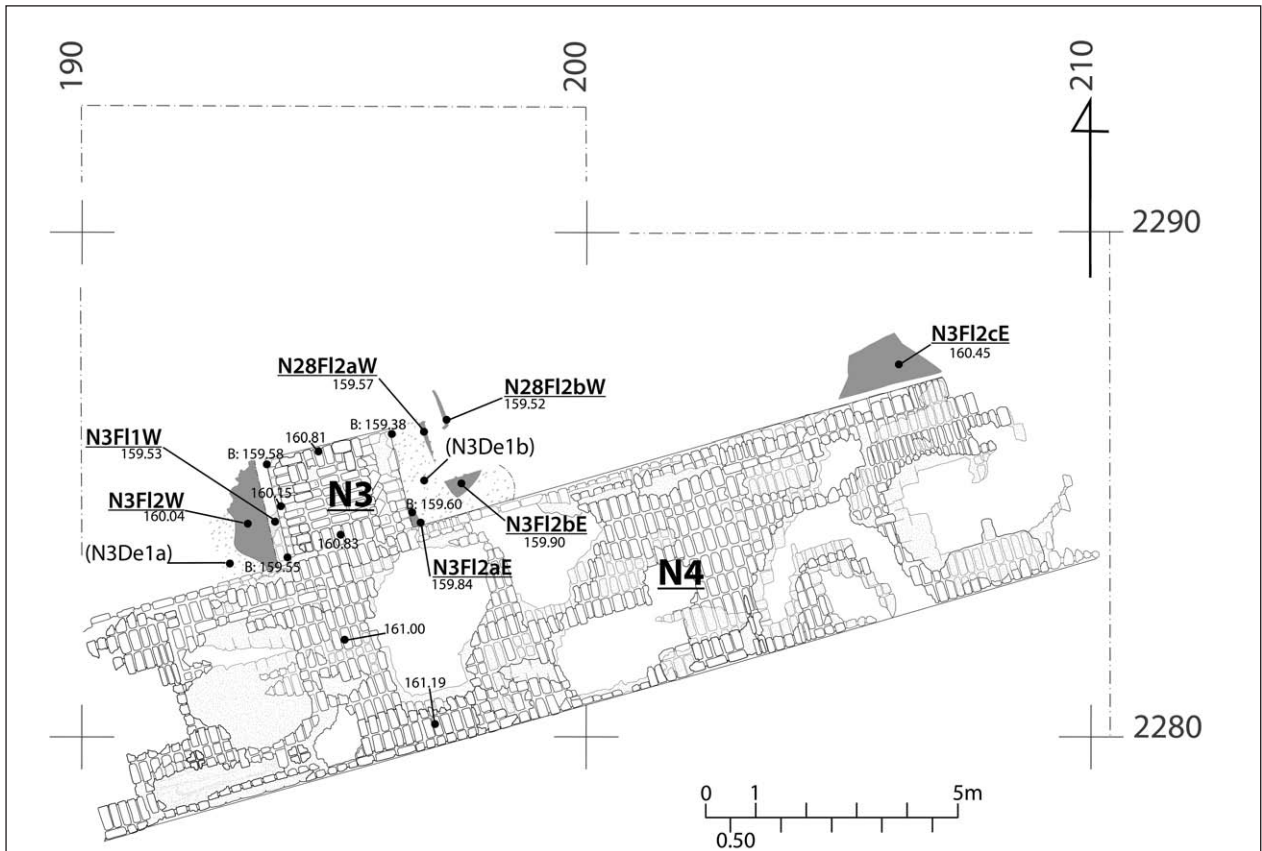 190
200
210
2290
N3Fl2cE
160.45
N28Fl2aW
159.57
N28Fl2bW
159.52
B: 159.38
160.81
(N3De1b)
N3Fl1W
159.53
B: 159.58
160.15
N3
B: 159.60
N3Fl2W
160.04
N3Fl2bE
159.90
160.83
(N3De1a)
B: 159.55
N3Fl2aE
159.84
N4
161.00
161.19
2280
0 1 5m
0.50